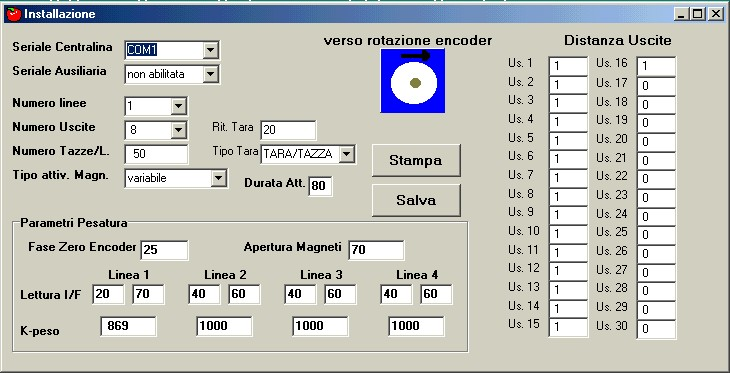 Installazione
Seriale Centralina COM1
Seriale Ausiliaria non abilitata
Numero linee 1
Numero Uscite 8 Rit. Tara 20
Numero Tazze/L. 50 Tipo Tara TARA/TAZZA
Tipo attiv. Magn. variabile Durata Att. 80
verso rotazione encoder
Stampa
Salva
Parametri Pesatura
Fase Zero Encoder 25 Apertura Magneti 70
Linea 1 Linea 2 Linea 3 Linea 4
Lettura I/F 20 70 40 60 40 60 40 60
K-peso 869 1000 1000 1000
Distanza Uscite
Us. 1 1 Us. 16 1
Us. 2 1 Us. 17 0
Us. 3 1 Us. 18 0
Us. 4 1 Us. 19 0
Us. 5 1 Us. 20 0
Us. 6 1 Us. 21 0
Us. 7 1 Us. 22 0
Us. 8 1 Us. 23 0
Us. 9 1 Us. 24 0
Us. 10 1 Us. 25 0
Us. 11 1 Us. 26 0
Us. 12 1 Us. 27 0
Us. 13 1 Us. 28 0
Us. 14 1 Us. 29 0
Us. 15 1 Us. 30 0